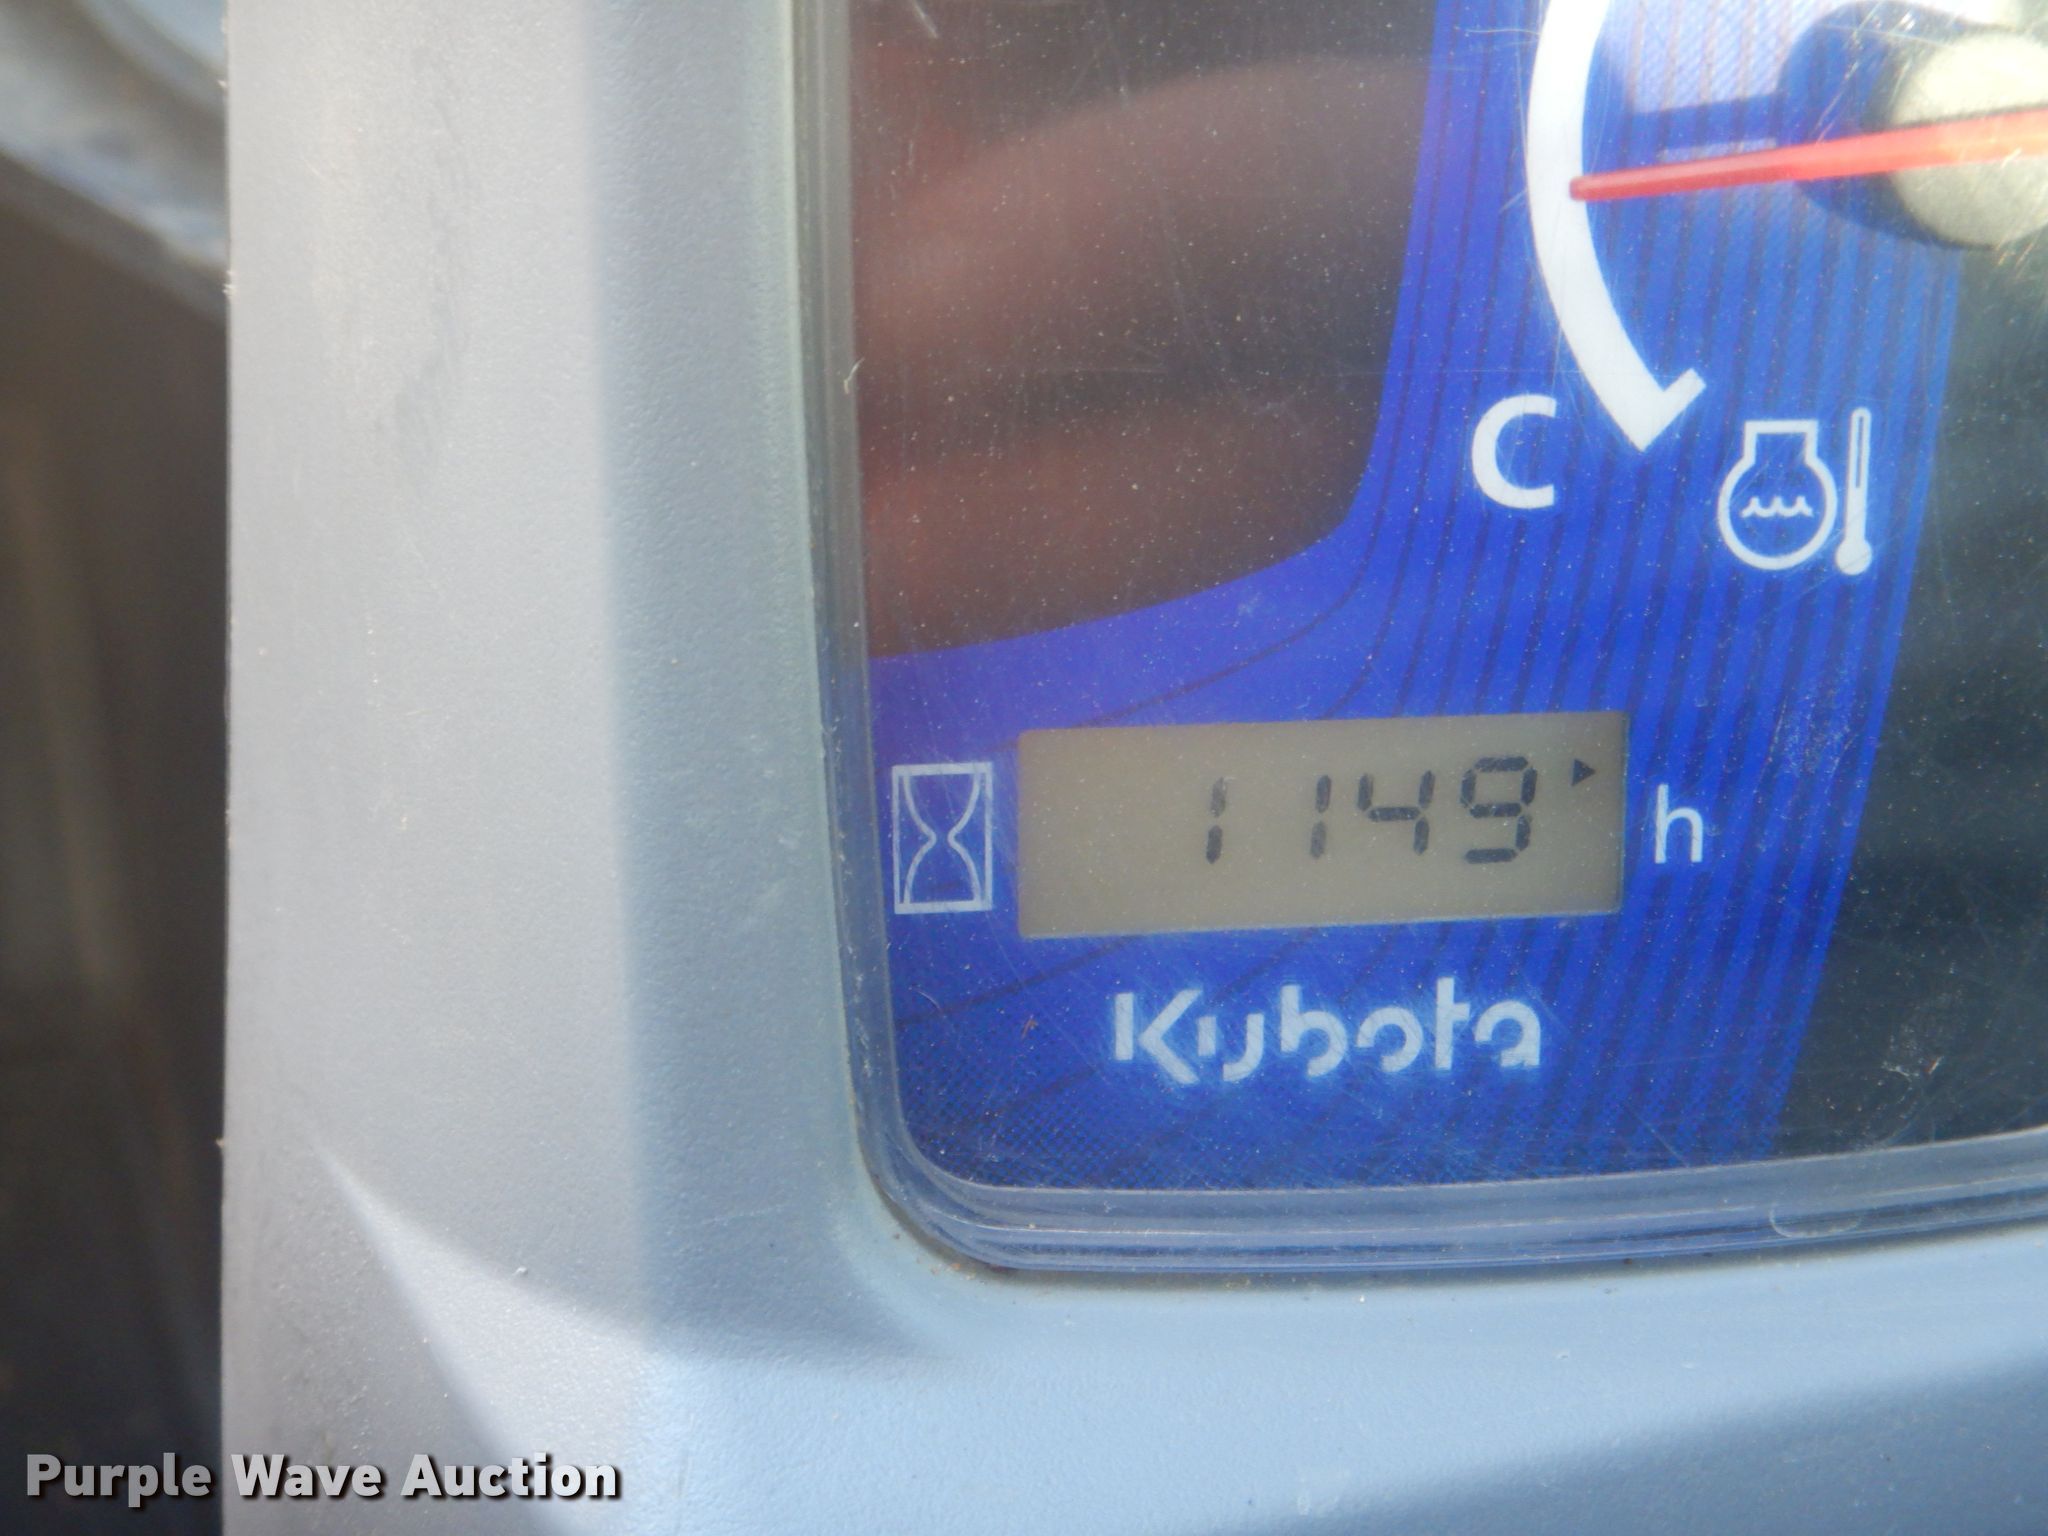 C
1149 h
Kubota
Purple Wave Auction